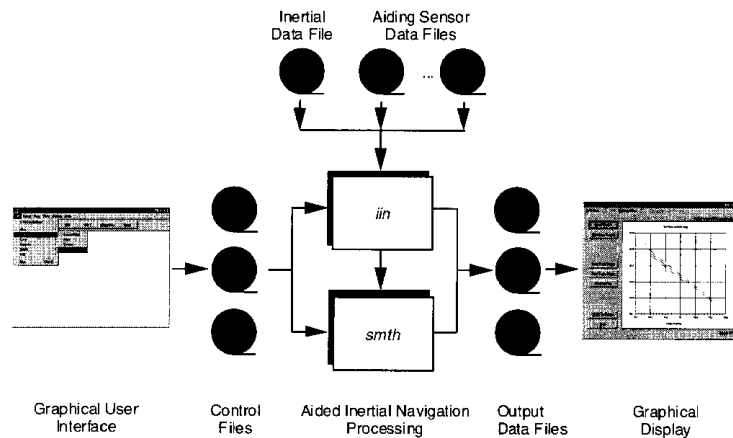 Inertial
Data File
Aiding Sensor
Data Files
...
iin
smth
Graphical User
Interface
Control
Files
Aided Inertial Navigation
Processing
Output
Data Files
Graphical
Display